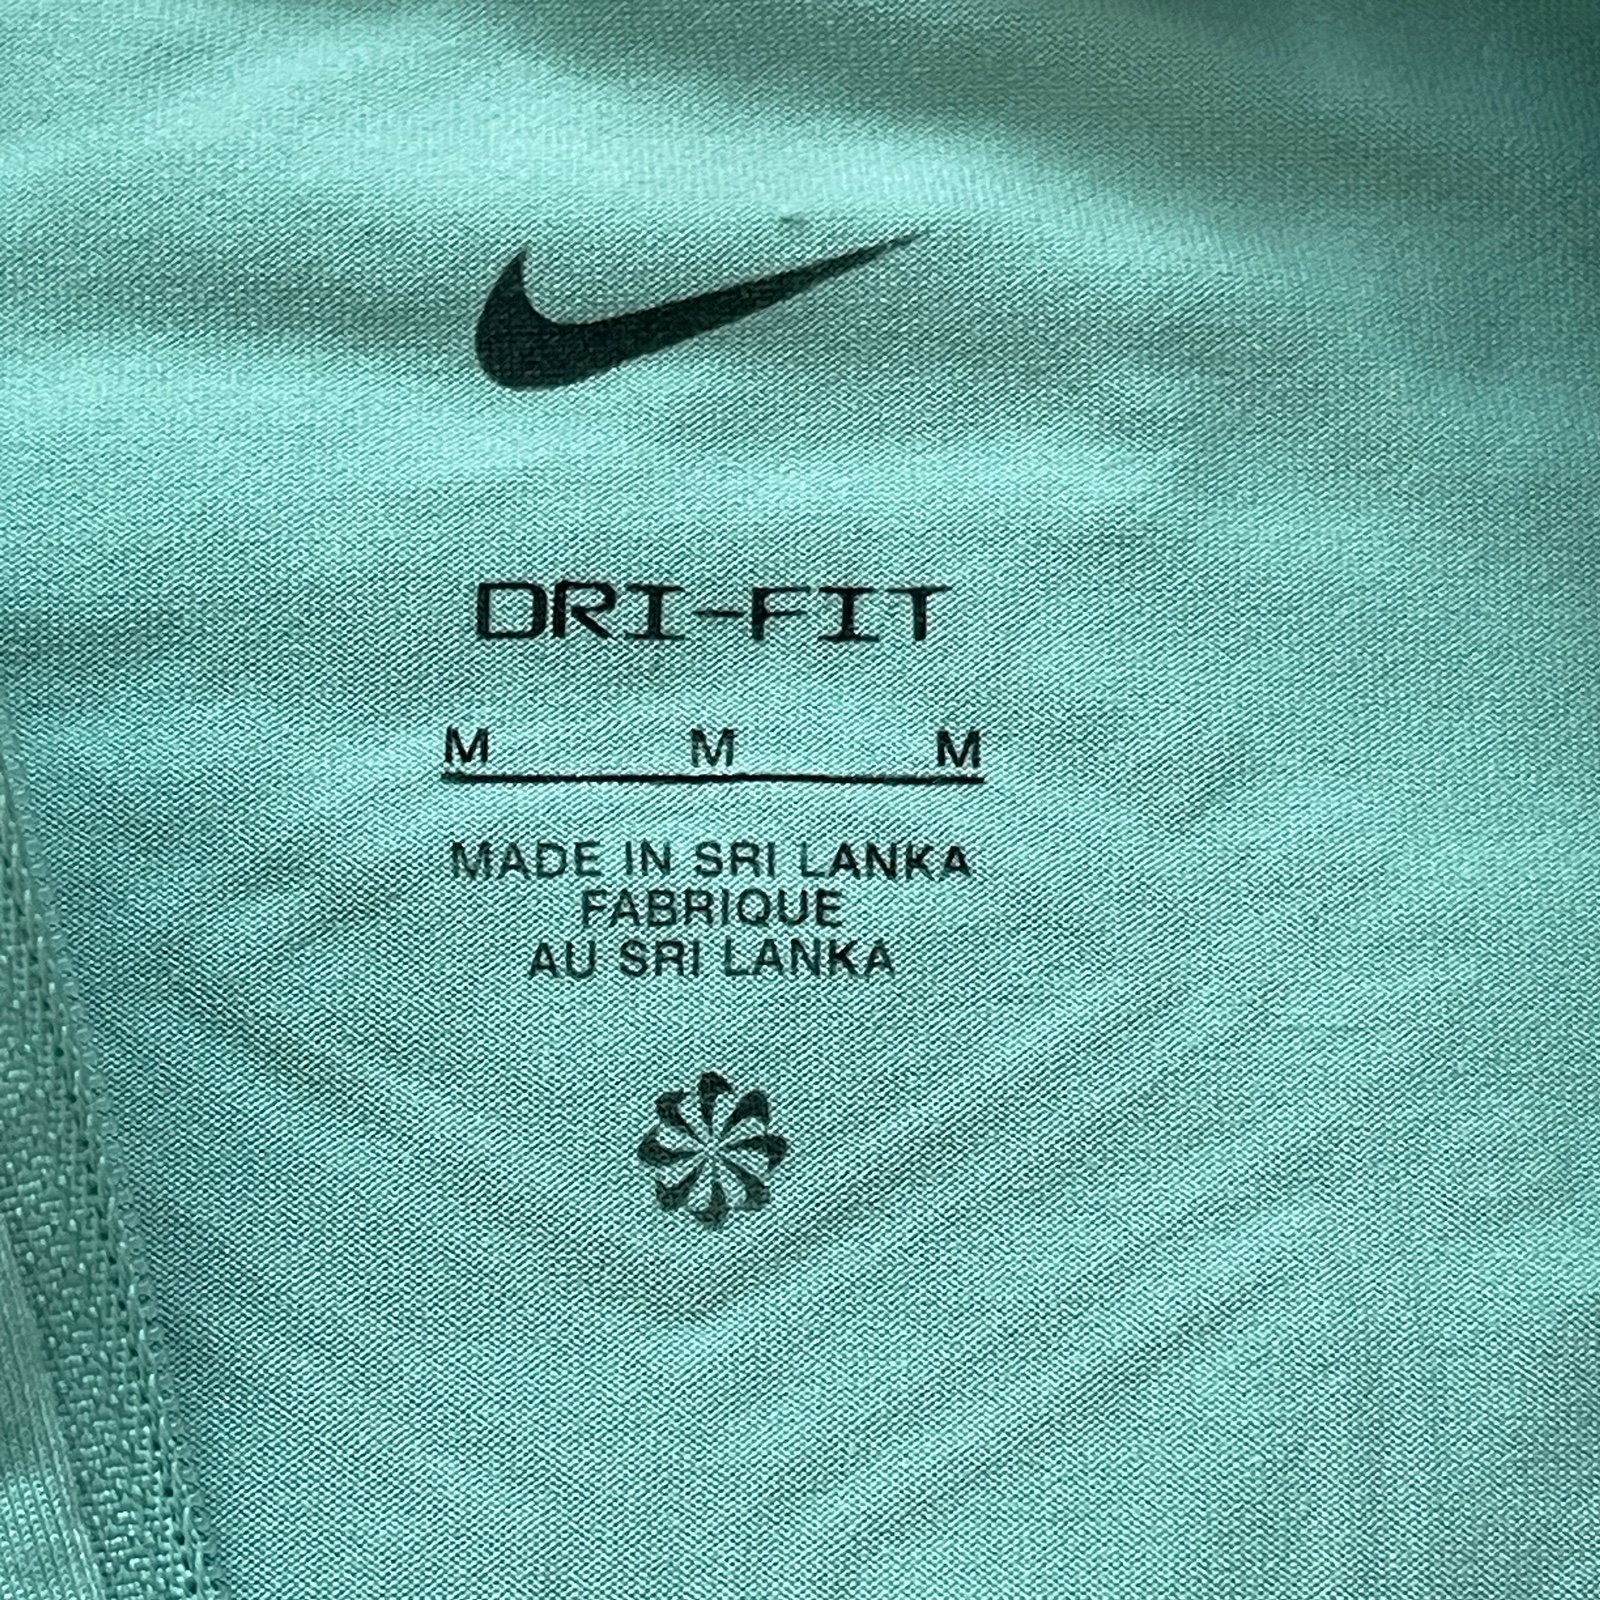 DRI-FIT
M M M
MADE IN SRI LANKA
FABRIQUE
AU SRI LANKA